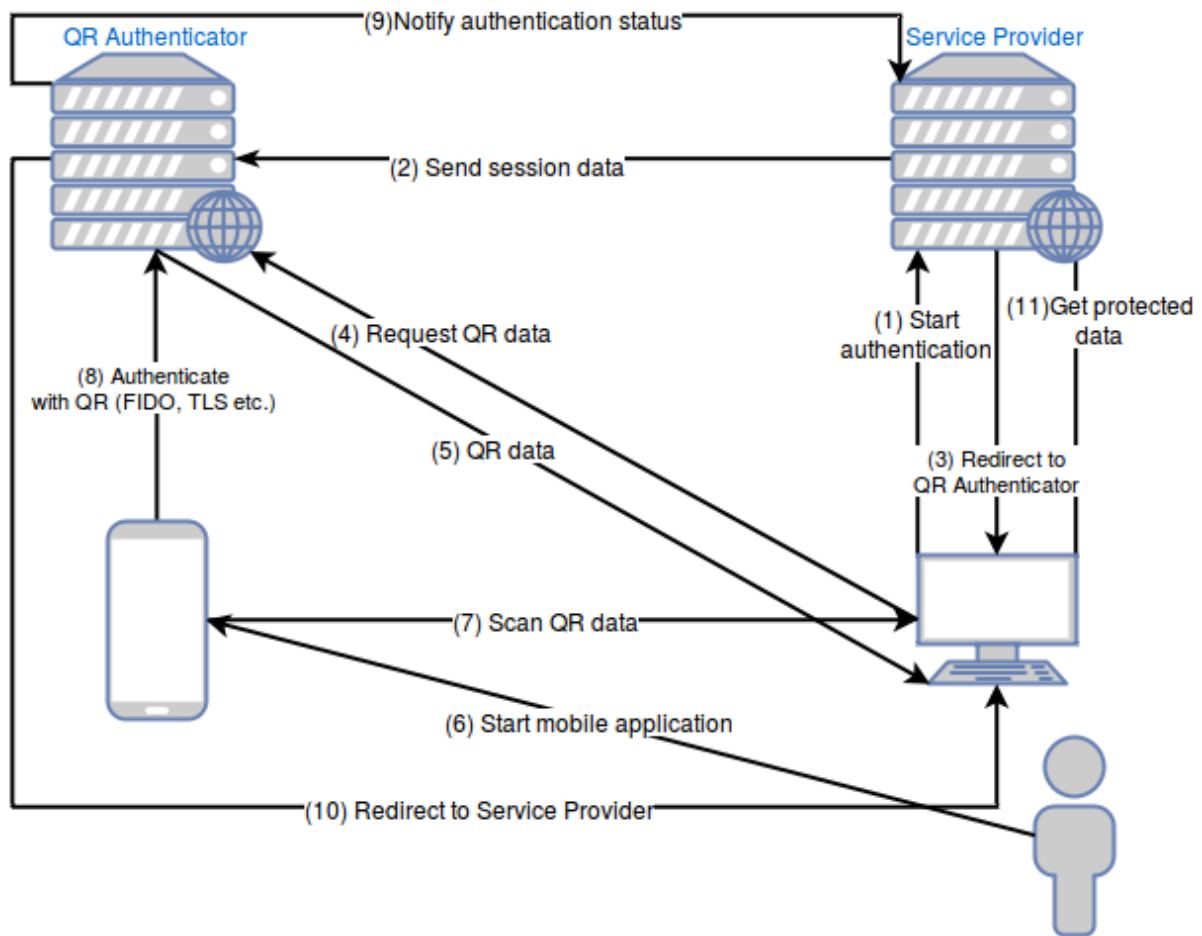 (9)Notify authentication status
QR Authenticator
Service Provider
(2) Send session data
(11)Get protected
data
(1) Start
authentication
(4) Request QR data
(8) Authenticate
with QR (FIDO, TLS etc.)
(5) QR data
(3) Redirect to
QR Authenticator
(7) Scan QR data
(6) Start mobile application
(10) Redirect to Service Provider